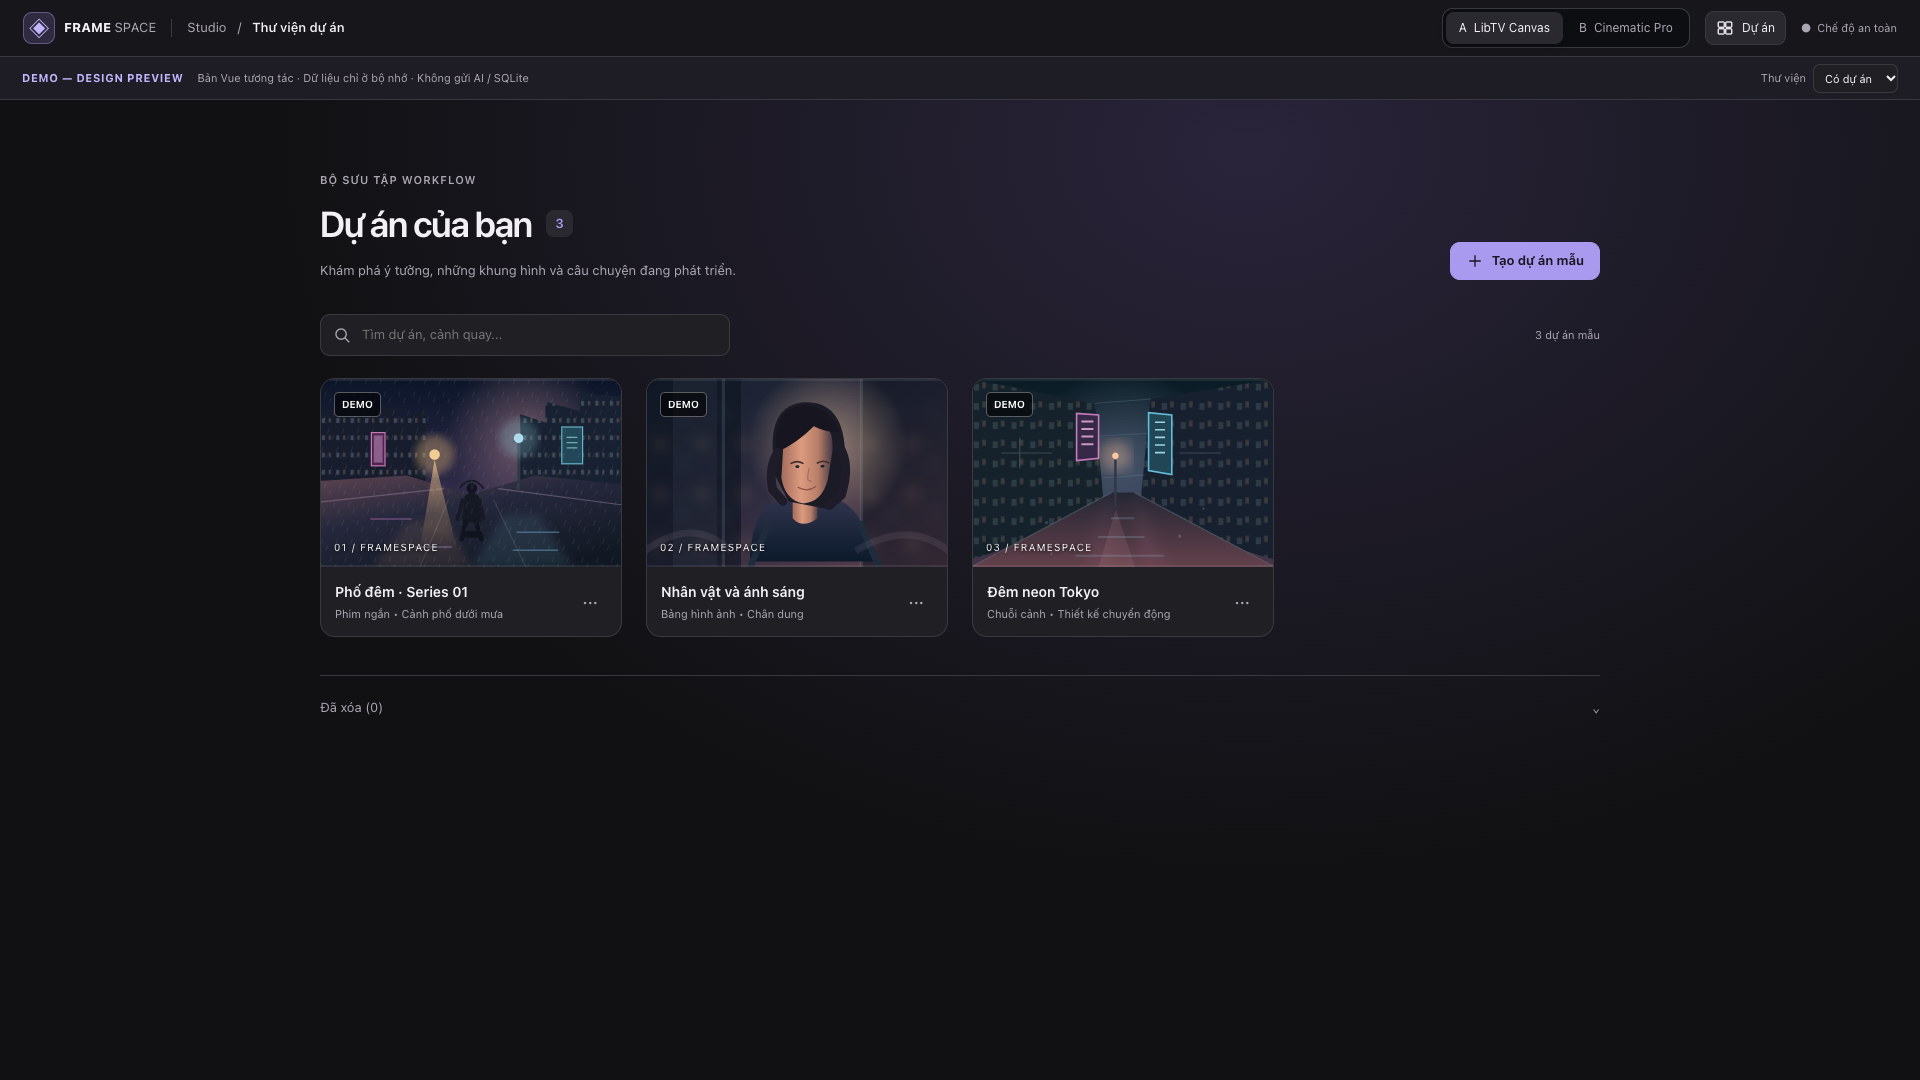 FRAME SPACE Studio / Thư viện dự án A LibTV Canvas B Cinematic Pro Dự án Chế độ an toàn
DEMO — DESIGN PREVIEW Bản Vue tương tác · Dữ liệu chỉ ở bộ nhớ · Không gửi AI / SQLite Thư viện Có dự án
BỘ SƯU TẬP WORKFLOW
Dự án của bạn 3
Khám phá ý tưởng, những khung hình và câu chuyện đang phát triển.
+ Tạo dự án mẫu
Tìm dự án, cảnh quay...
3 dự án mẫu
DEMO
01 / FRAMESPACE
Phố đêm · Series 01
Phim ngắn • Cảnh phố dưới mưa
DEMO
02 / FRAMESPACE
Nhân vật và ánh sáng
Bảng hình ảnh • Chân dung
DEMO
03 / FRAMESPACE
Đêm neon Tokyo
Chuỗi cảnh • Thiết kế chuyển động
Đã xóa (0)